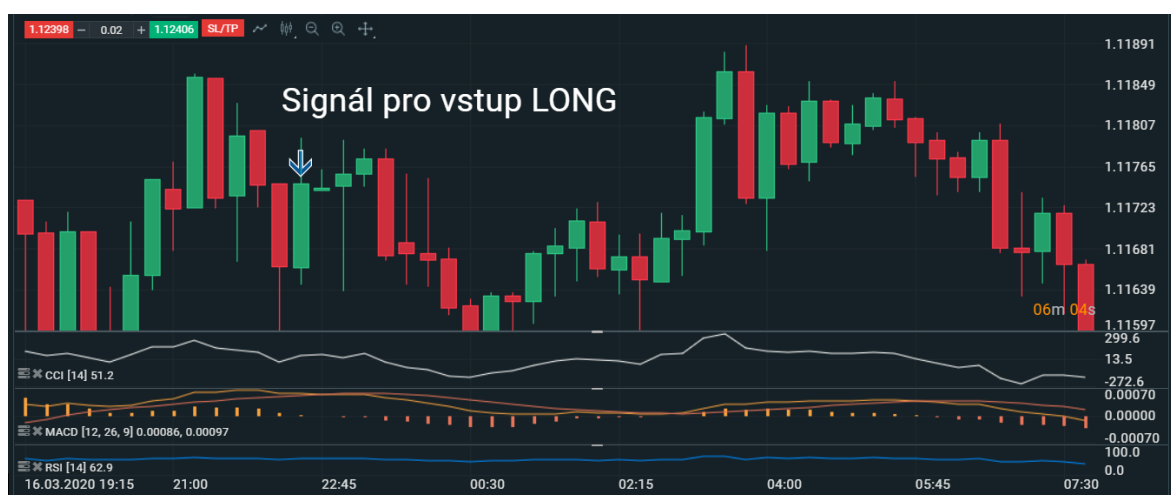 1.12398 – 0.02 + 1.12406 SL/TP
1.11891
Signál pro vstup LONG
1.11849
1.11807
1.11765
1.11723
1.11681
1.11639
06m 04s
1.11597
299.6
13.5
CCI [14] 51.2
-272.6
0.00070
0.00000
MACD [12, 26, 9] 0.00086, 0.00097
-0.00070
100.0
RSI [14] 62.9
0.0
16.03.2020 19:15 21:00 22:45 00:30 02:15 04:00 05:45 07:30